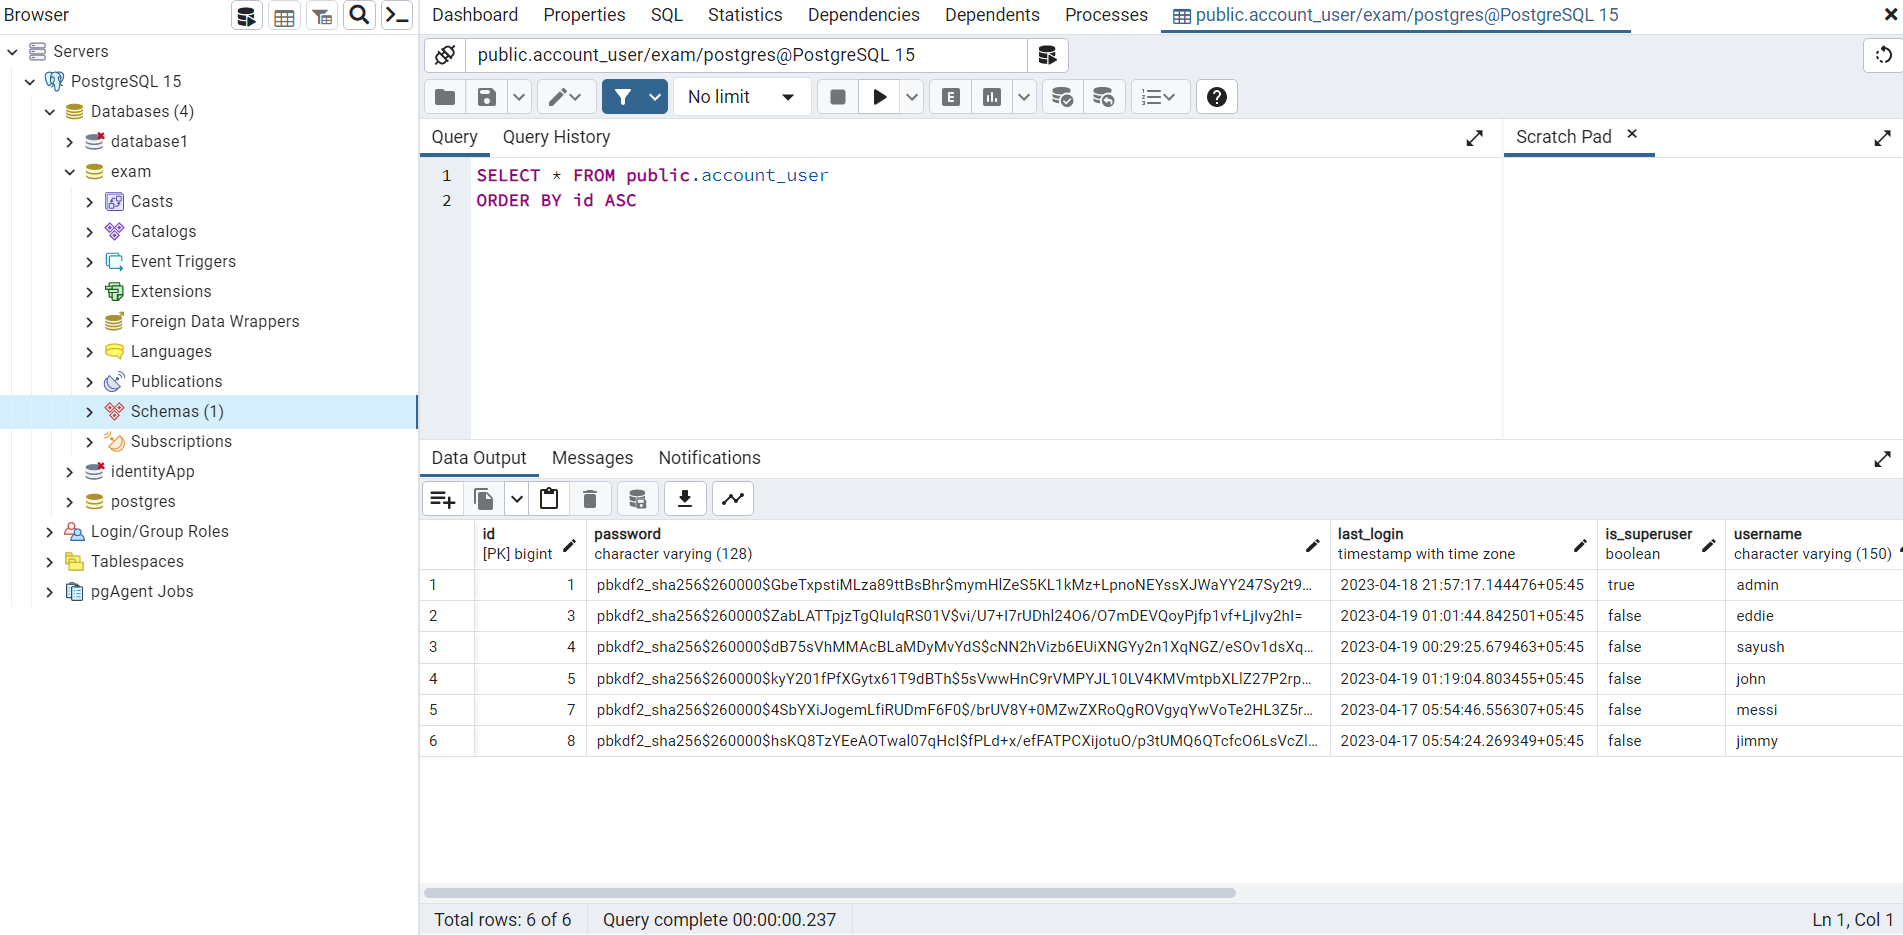 Browser
Servers
PostgreSQL 15
Databases (4)
database1
exam
Casts
Catalogs
Event Triggers
Extensions
Foreign Data Wrappers
Languages
Publications
Schemas (1)
Subscriptions
identityApp
postgres
Login/Group Roles
Tablespaces
pgAgent Jobs
Dashboard Properties SQL Statistics Dependencies Dependents Processes public.account_user/exam/postgres@PostgreSQL 15
public.account_user/exam/postgres@PostgreSQL 15
No limit E
Query Query History Scratch Pad
1 SELECT * FROM public.account_user
2 ORDER BY id ASC
Data Output Messages Notifications
id password last_login is_superuser username
[PK] bigint character varying (128) timestamp with time zone boolean character varying (150)
1 1 pbkdf2_sha256$260000$GbeTxpstiMLza89ttBsBhr$mymHlZeS5KL1kMz+LpnoNEYssXJWaYY247Sy2t9... 2023-04-18 21:57:17.144476+05:45 true admin
2 3 pbkdf2_sha256$260000$ZabLATTpjzTgQIuIqRS01V$vi/U7+I7rUDhl24O6/O7mDEVQoyPjfp1vf+LjIvy2hI= 2023-04-19 01:01:44.842501+05:45 false eddie
3 4 pbkdf2_sha256$260000$dB75sVhMMAcBLaMDyMvYdS$cNN2hVizb6EUiXNGYy2n1XqNGZ/eSOv1dsXq... 2023-04-19 00:29:25.679463+05:45 false sayush
4 5 pbkdf2_sha256$260000$kyY201fPfXGytx61T9dBTh$5sVwwHnC9rVMPYJL10LV4KMVmtpbXLlZ27P2rp... 2023-04-19 01:19:04.803455+05:45 false john
5 7 pbkdf2_sha256$260000$4SbYXiJogemLfiRUDmF6F0$/brUV8Y+0MZwZXRoQgROVgyqYwVoTe2HL3Z5r... 2023-04-17 05:54:46.556307+05:45 false messi
6 8 pbkdf2_sha256$260000$hsKQ8TzYEeAOTwal07qHcI$fPLd+x/efFATPCXijotuO/p3tUMQ6QTcfcO6LsVcZl... 2023-04-17 05:54:24.269349+05:45 false jimmy
Total rows: 6 of 6 Query complete 00:00:00.237 Ln 1, Col 1